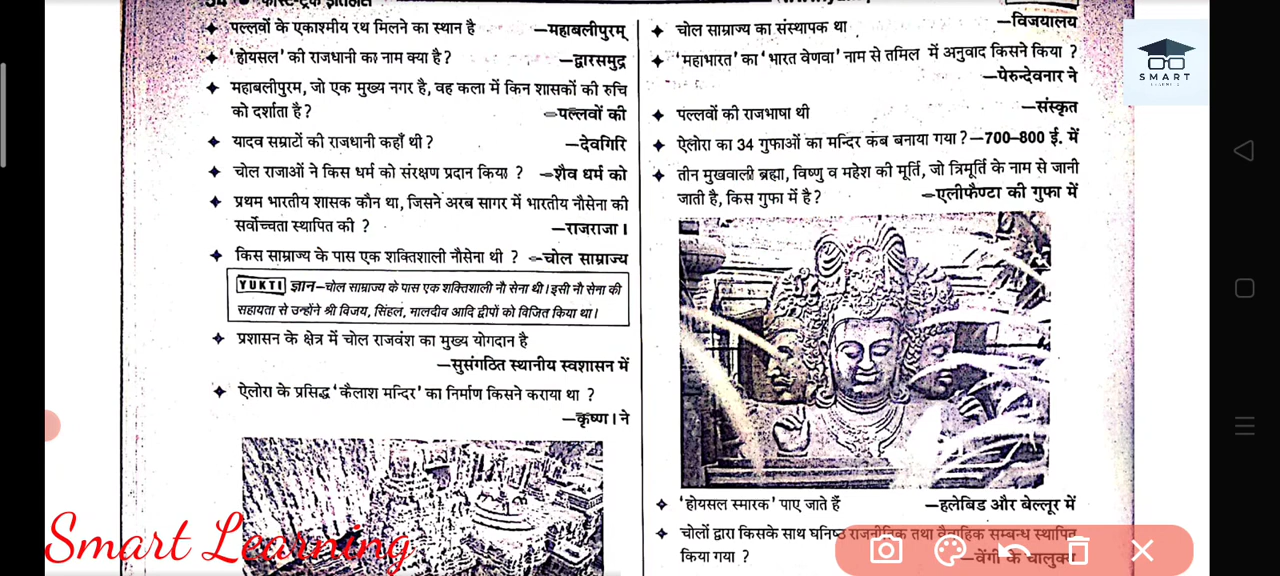 54 • फास्ट-ट्रैक इतिहास
✦ पल्लवों के एकाश्मीय रथ मिलने का स्थान है —महाबलीपुरम्
✦ 'होयसल' की राजधानी का नाम क्या है? —द्वारसमुद्र
✦ महाबलीपुरम, जो एक मुख्य नगर है, वह कला में किन शासकों की रुचि
को दर्शाता है? —पल्लवों की
✦ यादव सम्राटों की राजधानी कहाँ थी? —देवगिरि
✦ चोल राजाओं ने किस धर्म को संरक्षण प्रदान किया ? —शैव धर्म को
✦ प्रथम भारतीय शासक कौन था, जिसने अरब सागर में भारतीय नौसेना की
सर्वोच्चता स्थापित की ? —राजराजा I
✦ किस साम्राज्य के पास एक शक्तिशाली नौसेना थी ? —चोल साम्राज्य
YUKTI ज्ञान–चोल साम्राज्य के पास एक शक्तिशाली नौ सेना थी। इसी नौ सेना की
सहायता से उन्होंने श्री विजय, सिंहल, मालदीव आदि द्वीपों को विजित किया था।
✦ प्रशासन के क्षेत्र में चोल राजवंश का मुख्य योगदान है
—सुसंगठित स्थानीय स्वशासन में
✦ ऐलोरा के प्रसिद्ध 'कैलाश मन्दिर' का निर्माण किसने कराया था ?
—कृष्ण I ने
✦ चोल साम्राज्य का संस्थापक था —विजयालय
✦ 'महाभारत' का 'भारत वेणवा' नाम से तमिल में अनुवाद किसने किया ?
—पेरुन्देवनार ने
✦ पल्लवों की राजभाषा थी —संस्कृत
✦ ऐलोरा का 34 गुफाओं का मन्दिर कब बनाया गया ? —700–800 ई. में
✦ तीन मुखवाली ब्रह्मा, विष्णु व महेश की मूर्ति, जो त्रिमूर्ति के नाम से जानी
जाती है, किस गुफा में है? —एलीफैण्टा की गुफा में
✦ 'होयसल स्मारक' पाए जाते हैं —हलेबिड और बेल्लूर में
✦ चोलों द्वारा किसके साथ घनिष्ठ राजनीतिक तथा वैवाहिक सम्बन्ध स्थापित
किया गया ? —वेंगी के चालुक्य
SMART
Smart Learning